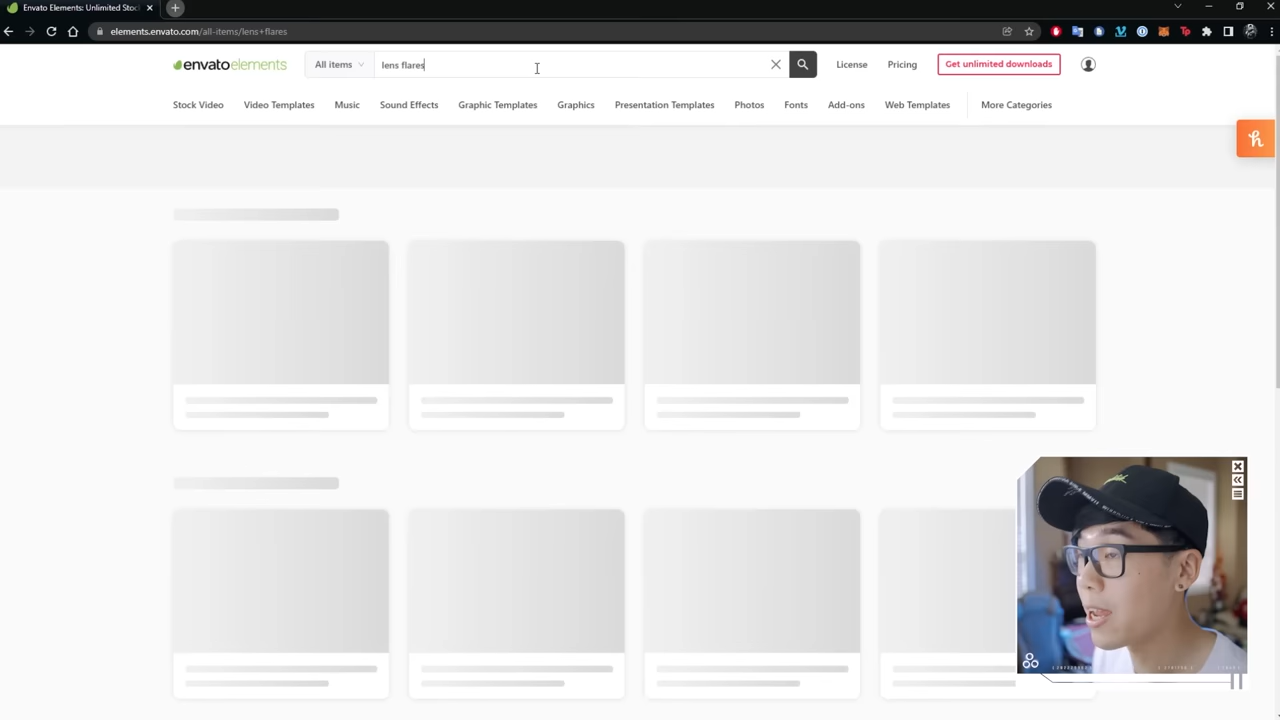 Envato Elements: Unlimited Stoc
elements.envato.com/all-items/lens+flares
envatoelements
All items
lens flares
License
Pricing
Get unlimited downloads
Stock Video
Video Templates
Music
Sound Effects
Graphic Templates
Graphics
Presentation Templates
Photos
Fonts
Add-ons
Web Templates
More Categories